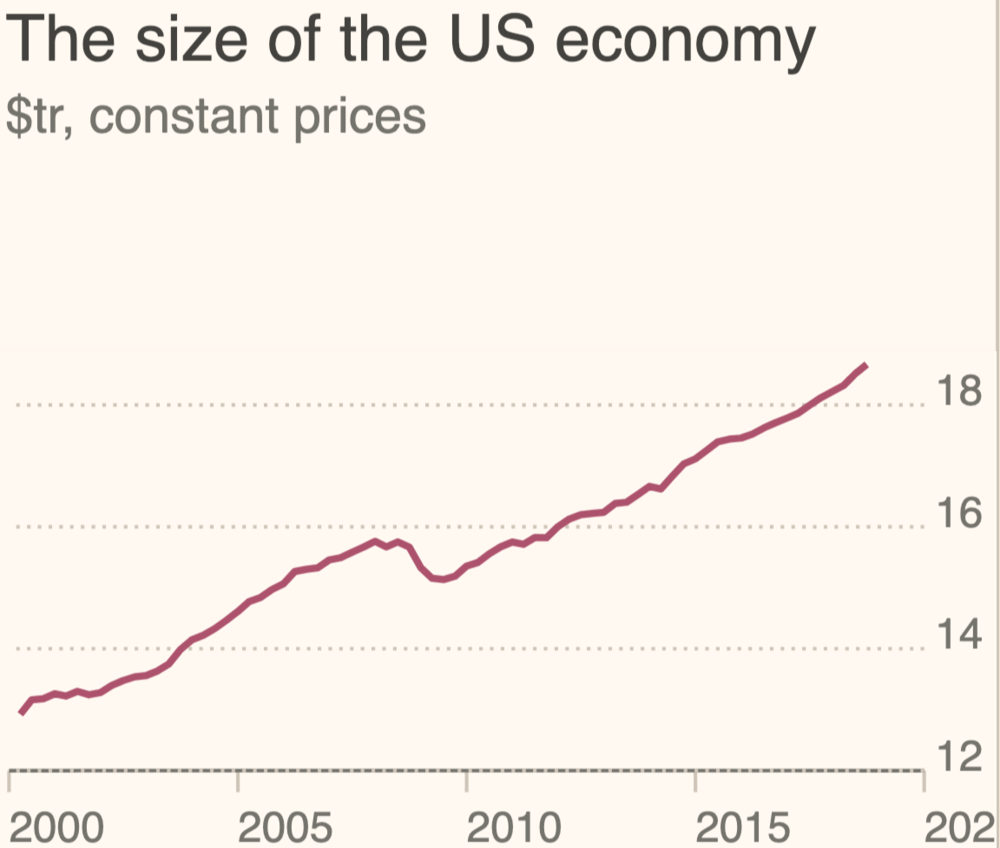 The size of the US economy
$tr, constant prices
18
16
14
12
2000 2005 2010 2015 202